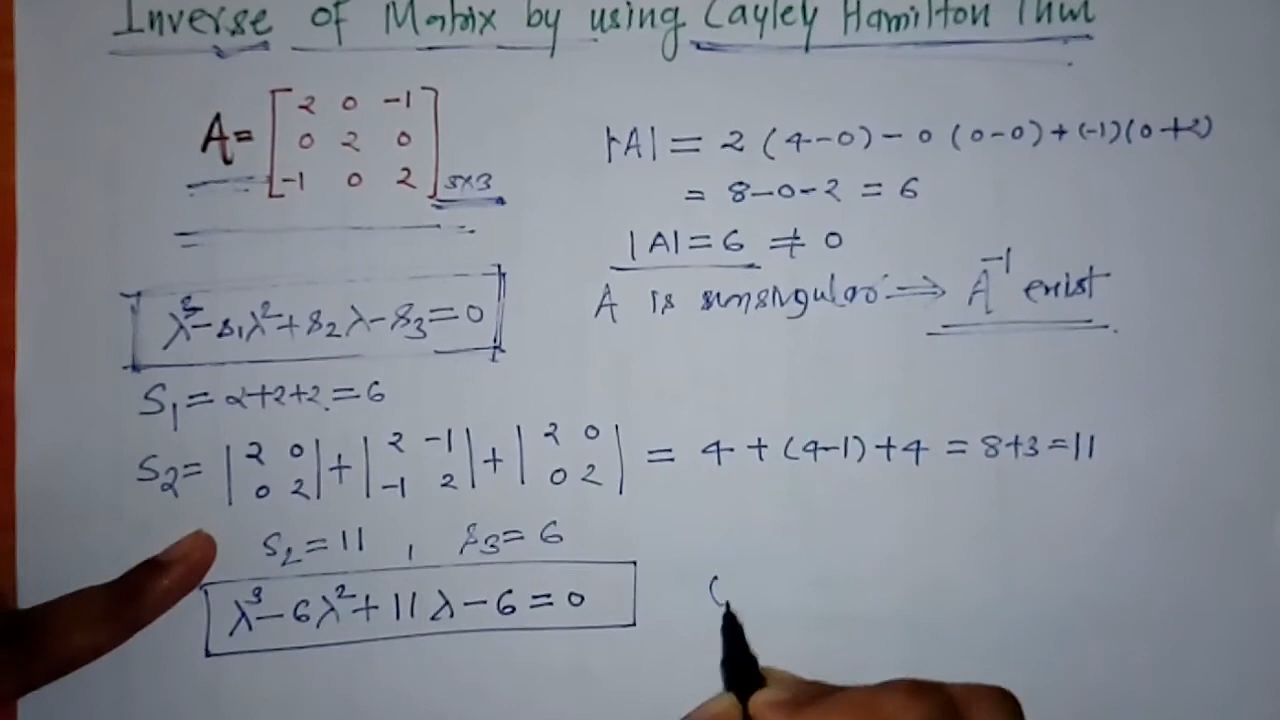 Inverse of Matrix by using Cayley Hamilton Thm
A = [ 2 0 -1
0 2 0
-1 0 2 ] 3×3
|A| = 2 (4-0) - 0 (0-0) + (-1) (0+2)
= 8-0-2 = 6
|A| = 6 ≠ 0
A is nonsingular ⇒ A⁻¹ exist
λ³ - s₁λ² + s₂λ - s₃ = 0
S₁ = 2+2+2 = 6
S₂ = |2 0; 0 2| + |2 -1; -1 2| + |2 0; 0 2| = 4 + (4-1) + 4 = 8+3 = 11
S₂ = 11 , s₃ = 6
λ³ - 6λ² + 11λ - 6 = 0